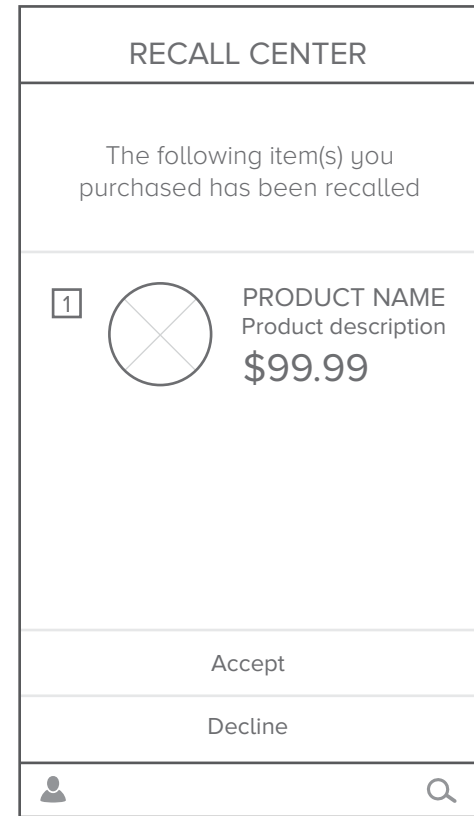 RECALL CENTER
The following item(s) you
purchased has been recalled
1
PRODUCT NAME
Product description
$99.99
Accept
Decline